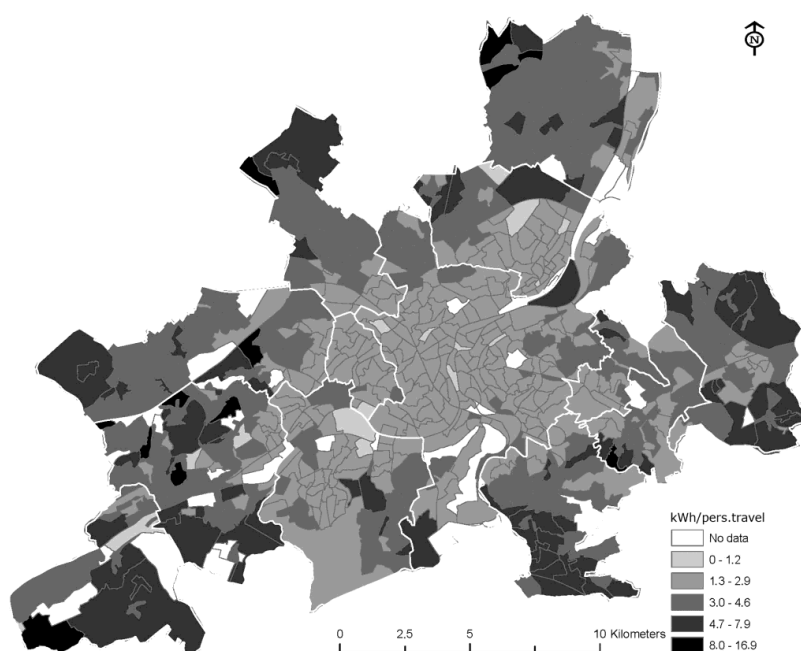 N
kWh/pers.travel
No data
0 - 1.2
1.3 - 2.9
3.0 - 4.6
4.7 - 7.9
8.0 - 16.9
0 2.5 5 10 Kilometers